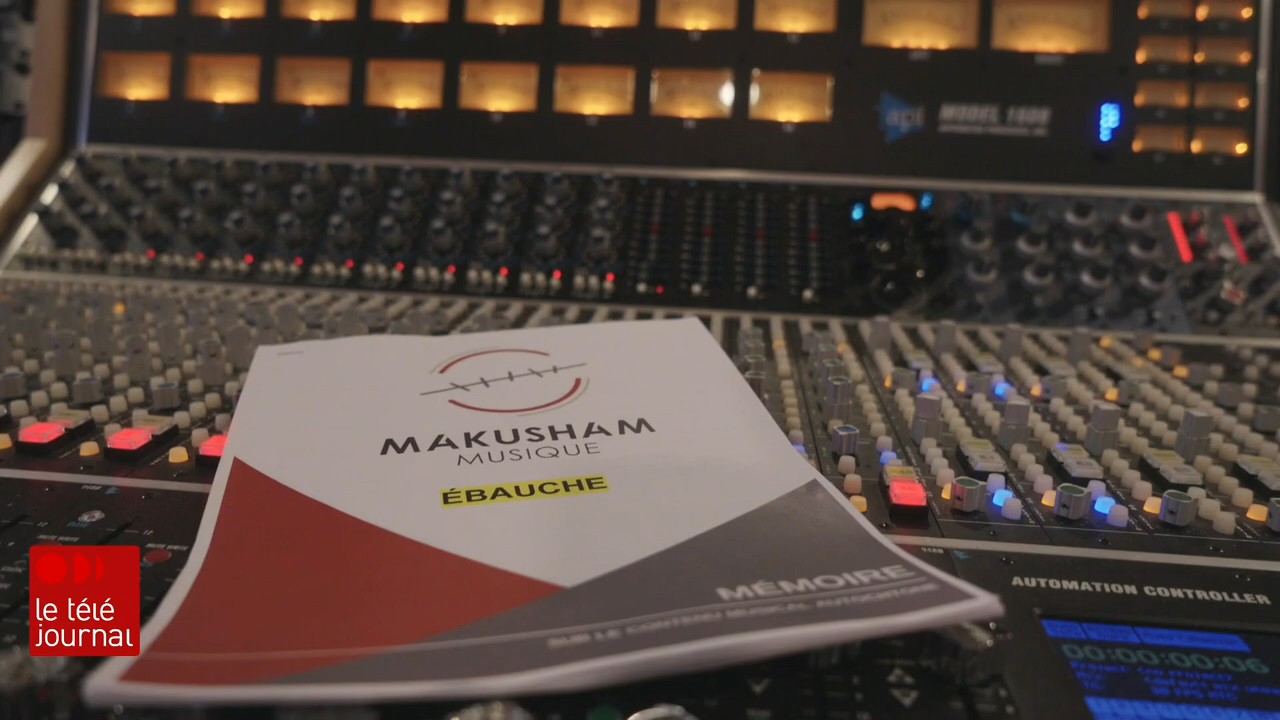 api
MODEL 1608
MAKUSHAM
MUSIQUE
ÉBAUCHE
MÉMOIRE
SUR LE CONTENU MUSICAL AUTOCHTONE
AUTOMATION CONTROLLER
00:00:00:06
le télé
journal